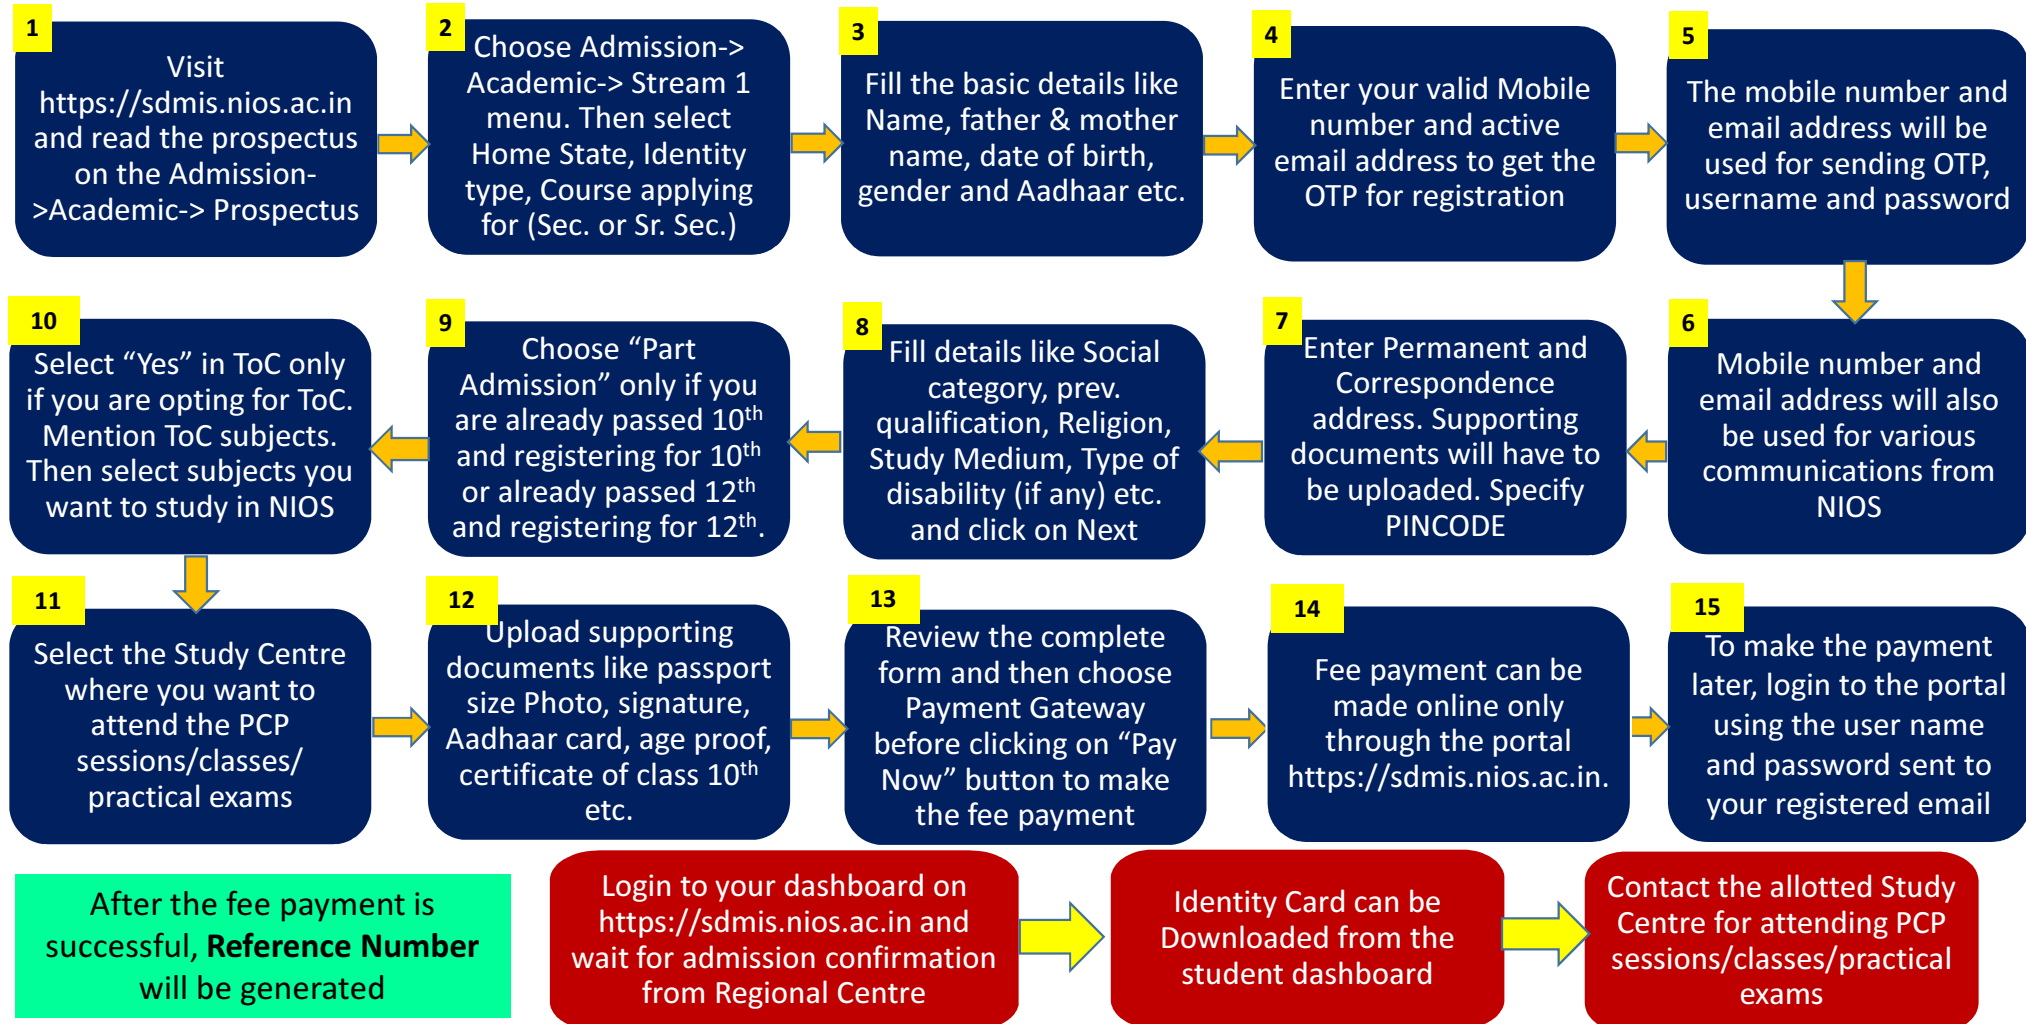 1
Visit
https://sdmis.nios.ac.in
and read the prospectus
on the Admission-
>Academic-> Prospectus
2
Choose Admission->
Academic-> Stream 1
menu. Then select
Home State, Identity
type, Course applying
for (Sec. or Sr. Sec.)
3
Fill the basic details like
Name, father & mother
name, date of birth,
gender and Aadhaar etc.
4
Enter your valid Mobile
number and active
email address to get the
OTP for registration
5
The mobile number and
email address will be
used for sending OTP,
username and password
6
Mobile number and
email address will also
be used for various
communications from
NIOS
7
Enter Permanent and
Correspondence
address. Supporting
documents will have to
be uploaded. Specify
PINCODE
8
Fill details like Social
category, prev.
qualification, Religion,
Study Medium, Type of
disability (if any) etc.
and click on Next
9
Choose “Part
Admission” only if you
are already passed 10th
and registering for 10th
or already passed 12th
and registering for 12th.
10
Select “Yes” in ToC only
if you are opting for ToC.
Mention ToC subjects.
Then select subjects you
want to study in NIOS
11
Select the Study Centre
where you want to
attend the PCP
sessions/classes/
practical exams
12
Upload supporting
documents like passport
size Photo, signature,
Aadhaar card, age proof,
certificate of class 10th
etc.
13
Review the complete
form and then choose
Payment Gateway
before clicking on “Pay
Now” button to make
the fee payment
14
Fee payment can be
made online only
through the portal
https://sdmis.nios.ac.in.
15
To make the payment
later, login to the portal
using the user name
and password sent to
your registered email
After the fee payment is
successful, Reference Number
will be generated
Login to your dashboard on
https://sdmis.nios.ac.in and
wait for admission confirmation
from Regional Centre
Identity Card can be
Downloaded from the
student dashboard
Contact the allotted Study
Centre for attending PCP
sessions/classes/practical
exams